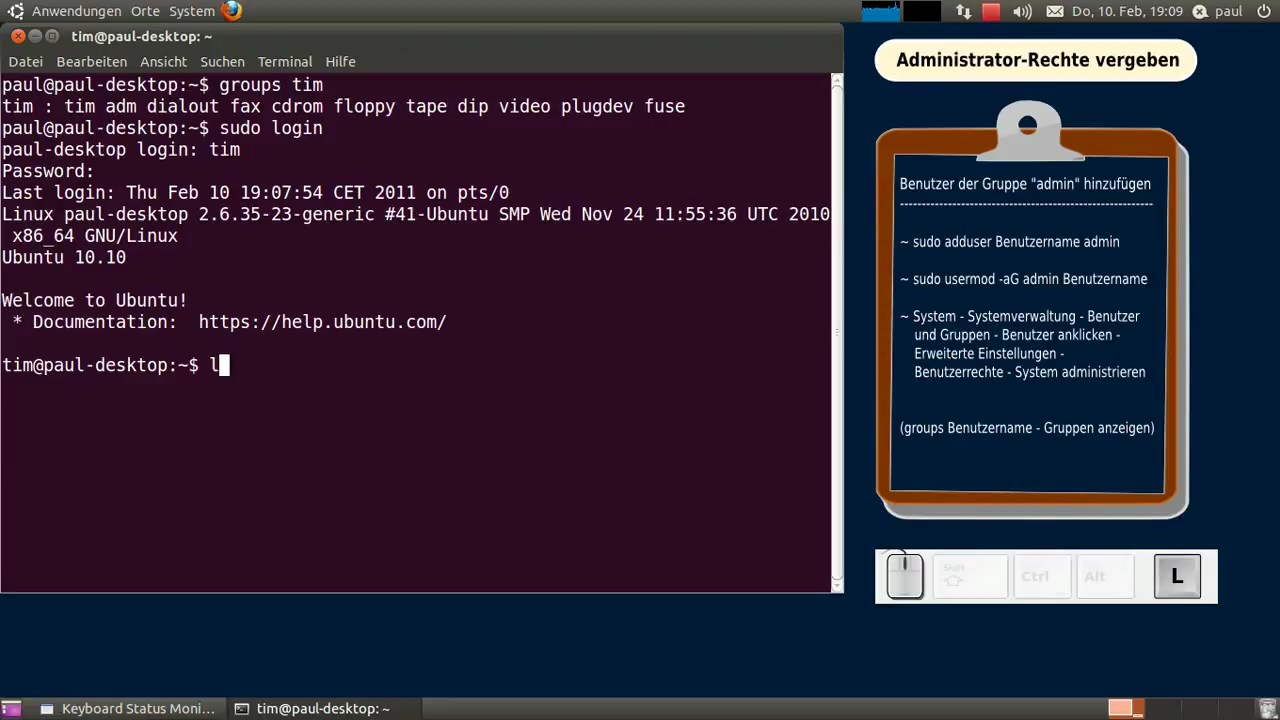 Anwendungen Orte System
Do, 10. Feb, 19:09 paul
tim@paul-desktop: ~
Datei Bearbeiten Ansicht Suchen Terminal Hilfe
paul@paul-desktop:~$ groups tim
tim : tim adm dialout fax cdrom floppy tape dip video plugdev fuse
paul@paul-desktop:~$ sudo login
paul-desktop login: tim
Password:
Last login: Thu Feb 10 19:07:54 CET 2011 on pts/0
Linux paul-desktop 2.6.35-23-generic #41-Ubuntu SMP Wed Nov 24 11:55:36 UTC 2010
x86_64 GNU/Linux
Ubuntu 10.10
Welcome to Ubuntu!
* Documentation:  https://help.ubuntu.com/
tim@paul-desktop:~$ l
Administrator-Rechte vergeben
Benutzer der Gruppe "admin" hinzufügen
------------------------------------------------------
~ sudo adduser Benutzername admin
~ sudo usermod -aG admin Benutzername
~ System - Systemverwaltung - Benutzer
und Gruppen - Benutzer anklicken -
Erweiterte Einstellungen -
Benutzerrechte - System administrieren
(groups Benutzername - Gruppen anzeigen)
Shift Ctrl Alt L
Keyboard Status Moni... tim@paul-desktop: ~